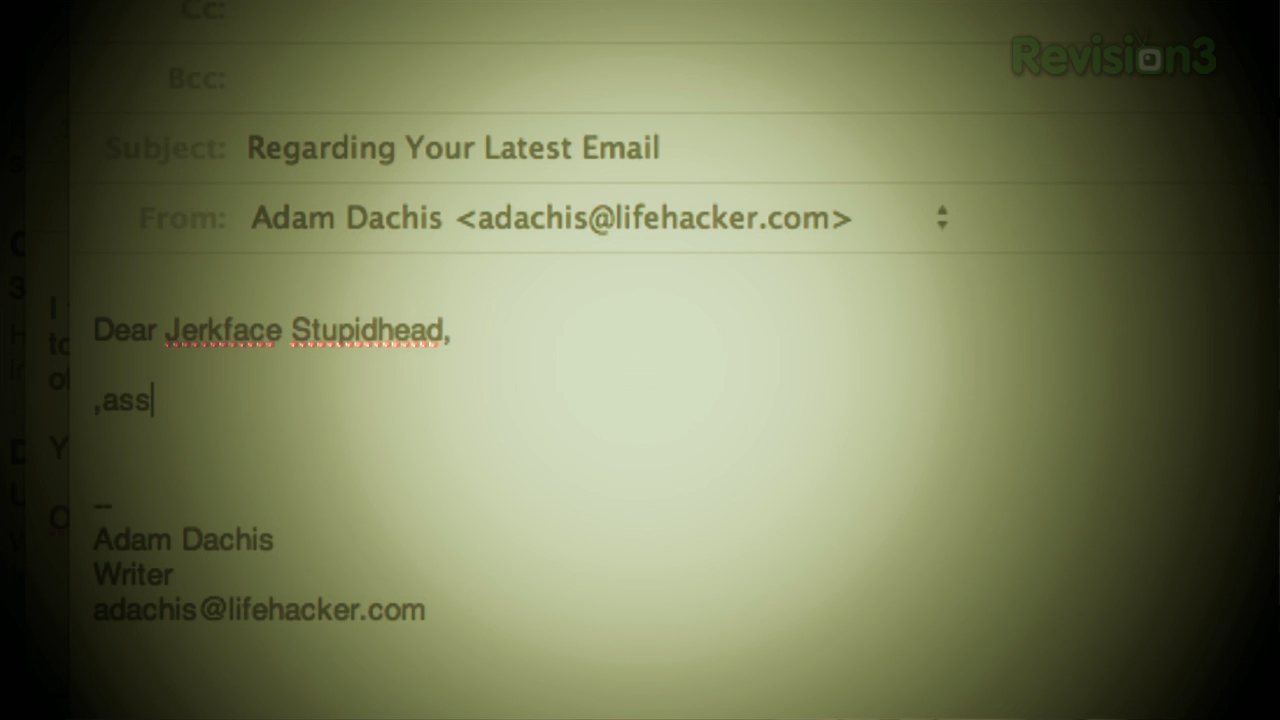 Cc:
Revision3
Bcc:
Subject: Regarding Your Latest Email
From: Adam Dachis <adachis@lifehacker.com>
Dear Jerkface Stupidhead,
,ass
--
Adam Dachis
Writer
adachis@lifehacker.com